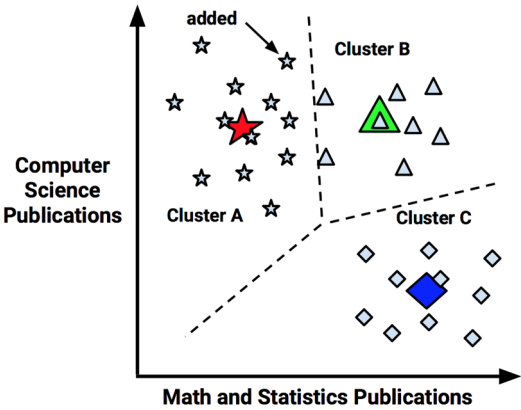 added
Cluster B
Computer
Science
Publications
Cluster A
Cluster C
Math and Statistics Publications